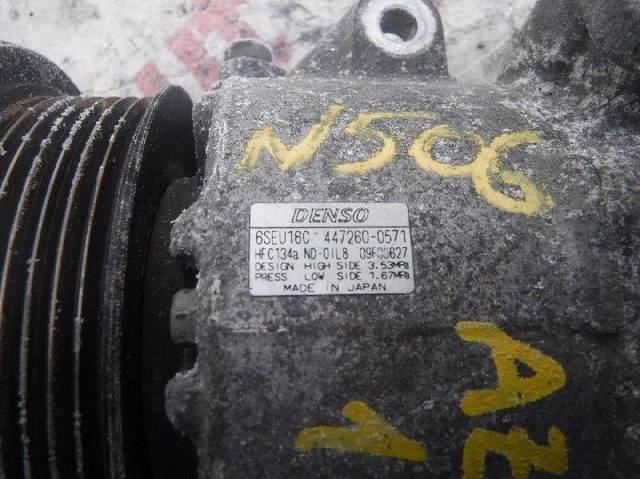 N506
DENSO
6SEU16C 447260-0571
HFC134a ND-OIL8
DESIGN HIGH SIDE 3.53MPa
PRESS LOW SIDE 1.67MPa
MADE IN JAPAN
1